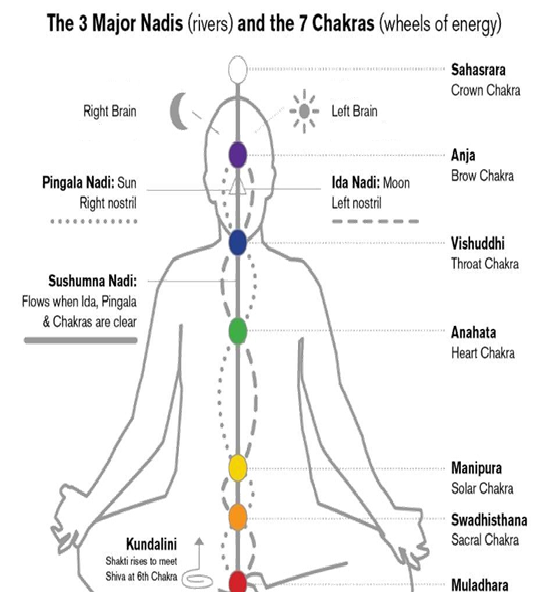 The 3 Major Nadis (rivers) and the 7 Chakras (wheels of energy)
Sahasrara
Crown Chakra
Right Brain
Left Brain
Anja
Brow Chakra
Pingala Nadi: Sun
Right nostril
Ida Nadi: Moon
Left nostril
Vishuddhi
Throat Chakra
Sushumna Nadi:
Flows when Ida, Pingala
& Chakras are clear
Anahata
Heart Chakra
Manipura
Solar Chakra
Swadhisthana
Sacral Chakra
Kundalini
Shakti rises to meet
Shiva at 6th Chakra
Muladhara